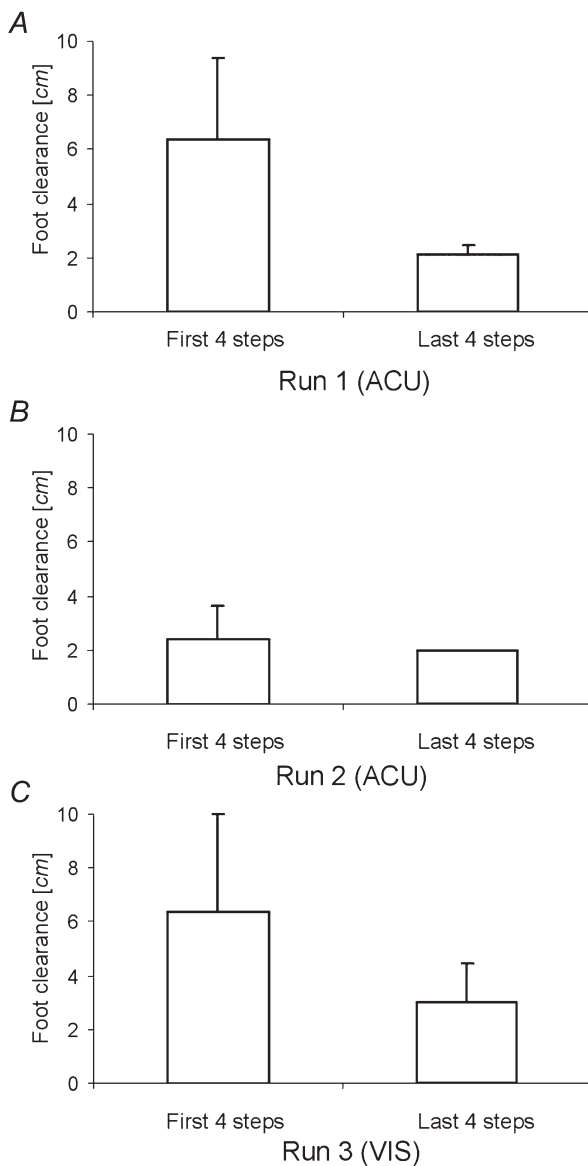 A
Foot clearance [cm]
10
8
6
4
2
0
First 4 steps Last 4 steps
Run 1 (ACU)
B
Foot clearance [cm]
10
8
6
4
2
0
First 4 steps Last 4 steps
Run 2 (ACU)
C
Foot clearance [cm]
10
8
6
4
2
0
First 4 steps Last 4 steps
Run 3 (VIS)